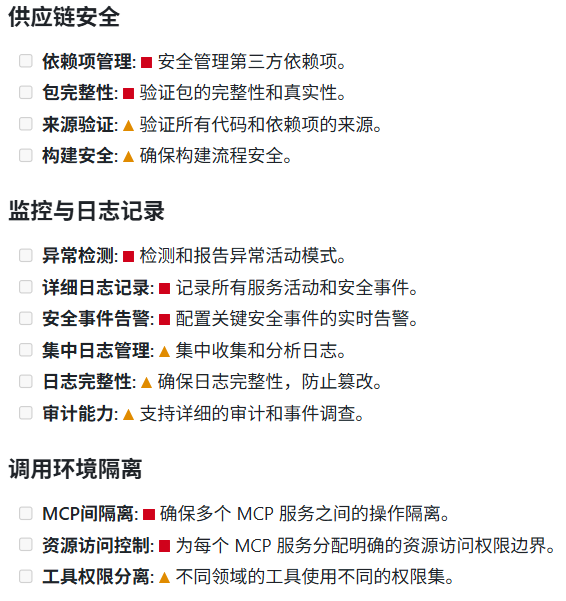 供应链安全
依赖项管理: 安全管理第三方依赖项。
包完整性: 验证包的完整性和真实性。
来源验证: 验证所有代码和依赖项的来源。
构建安全: 确保构建流程安全。
监控与日志记录
异常检测: 检测和报告异常活动模式。
详细日志记录: 记录所有服务活动和安全事件。
安全事件告警: 配置关键安全事件的实时告警。
集中日志管理: 集中收集和分析日志。
日志完整性: 确保日志完整性，防止篡改。
审计能力: 支持详细的审计和事件调查。
调用环境隔离
MCP间隔离: 确保多个 MCP 服务之间的操作隔离。
资源访问控制: 为每个 MCP 服务分配明确的资源访问权限边界。
工具权限分离: 不同领域的工具使用不同的权限集。